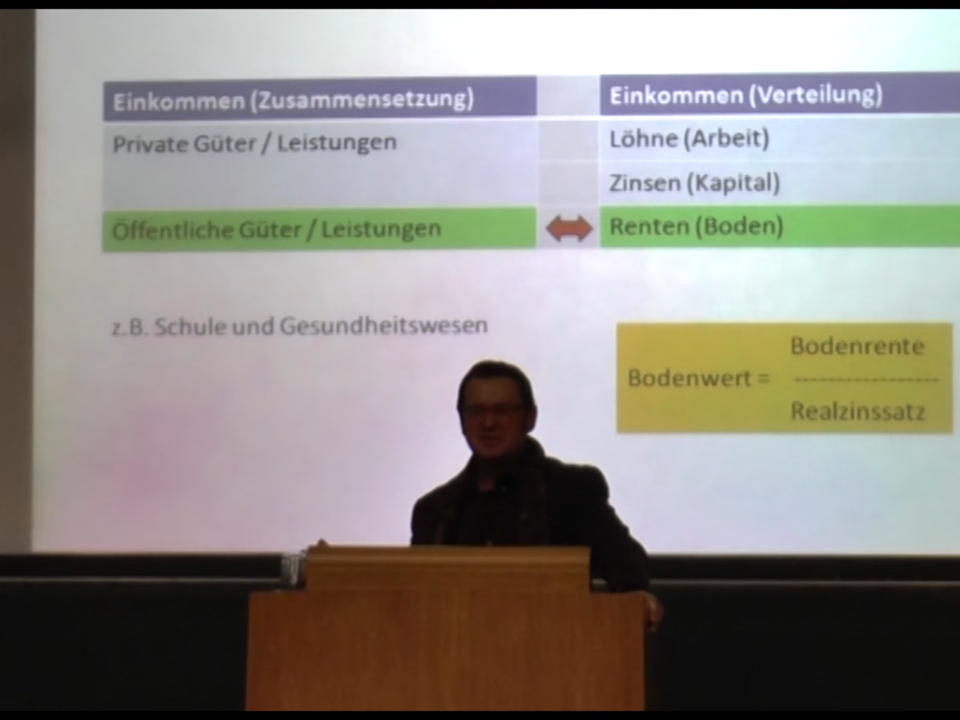 Einkommen (Zusammensetzung)
Einkommen (Verteilung)
Private Güter / Leistungen
Löhne (Arbeit)
Zinsen (Kapital)
Öffentliche Güter / Leistungen
Renten (Boden)
z.B. Schule und Gesundheitswesen
Bodenrente
Bodenwert = -----------------
Realzinssatz